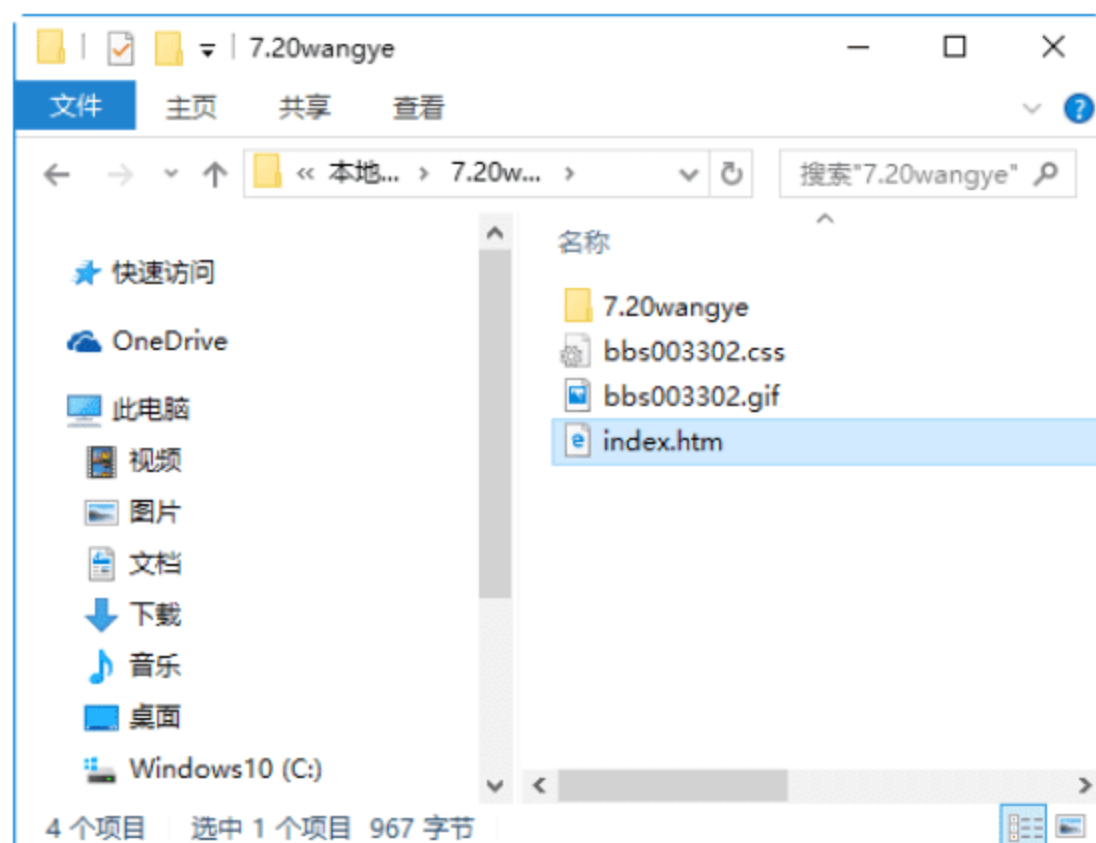 7.20wangye
文件 主页 共享 查看
« 本地... › 7.20w... › 搜索"7.20wangye"
名称
快速访问
OneDrive
此电脑
视频
图片
文档
下载
音乐
桌面
Windows10 (C:)
7.20wangye
bbs003302.css
bbs003302.gif
index.htm
4 个项目 选中 1 个项目 967 字节